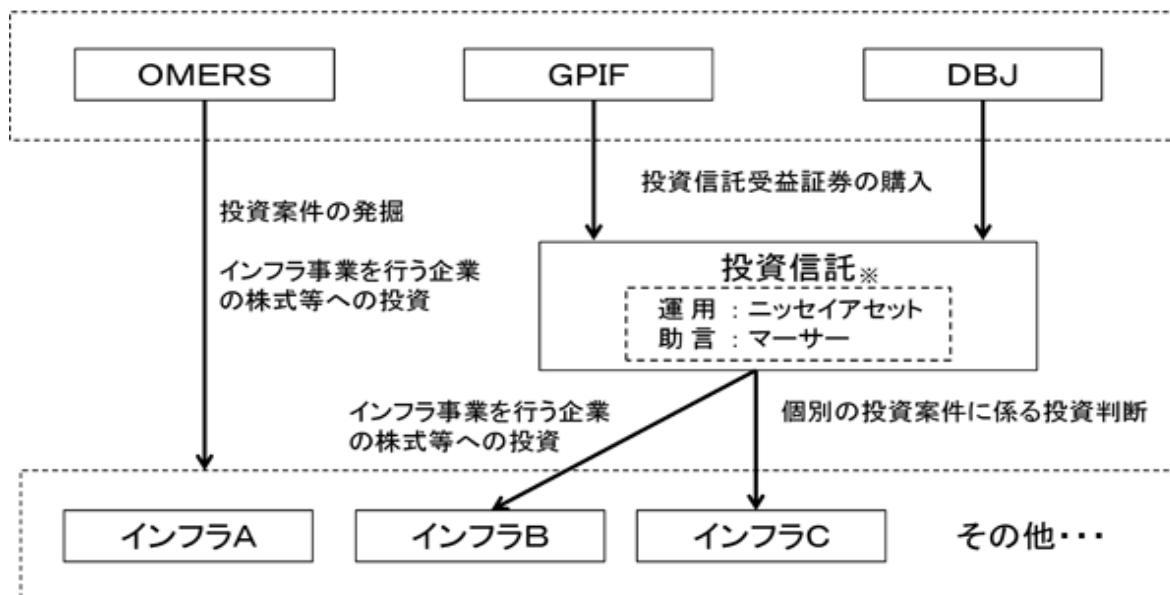 OMERS
GPIF
DBJ
投資信託受益証券の購入
投資案件の発掘
インフラ事業を行う企業
の株式等への投資
投資信託※
運 用 : ニッセイアセット
助 言 : マーサー
インフラ事業を行う企業
の株式等への投資
個別の投資案件に係る投資判断
インフラA
インフラB
インフラC
その他・・・